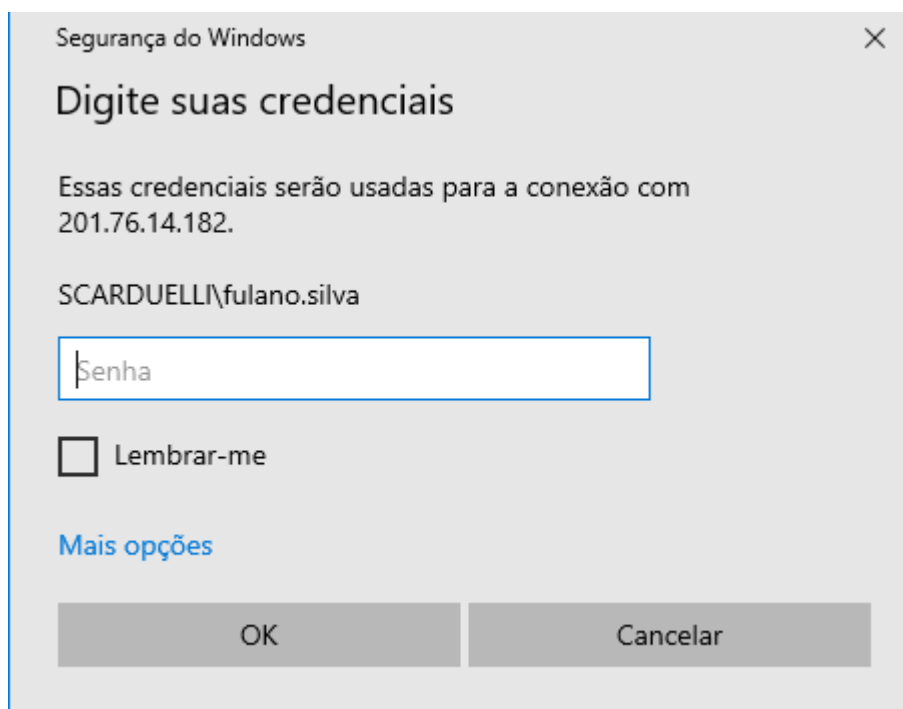 Segurança do Windows
Digite suas credenciais
Essas credenciais serão usadas para a conexão com
201.76.14.182.
SCARDUELLI\fulano.silva
Senha
Lembrar-me
Mais opções
OK Cancelar